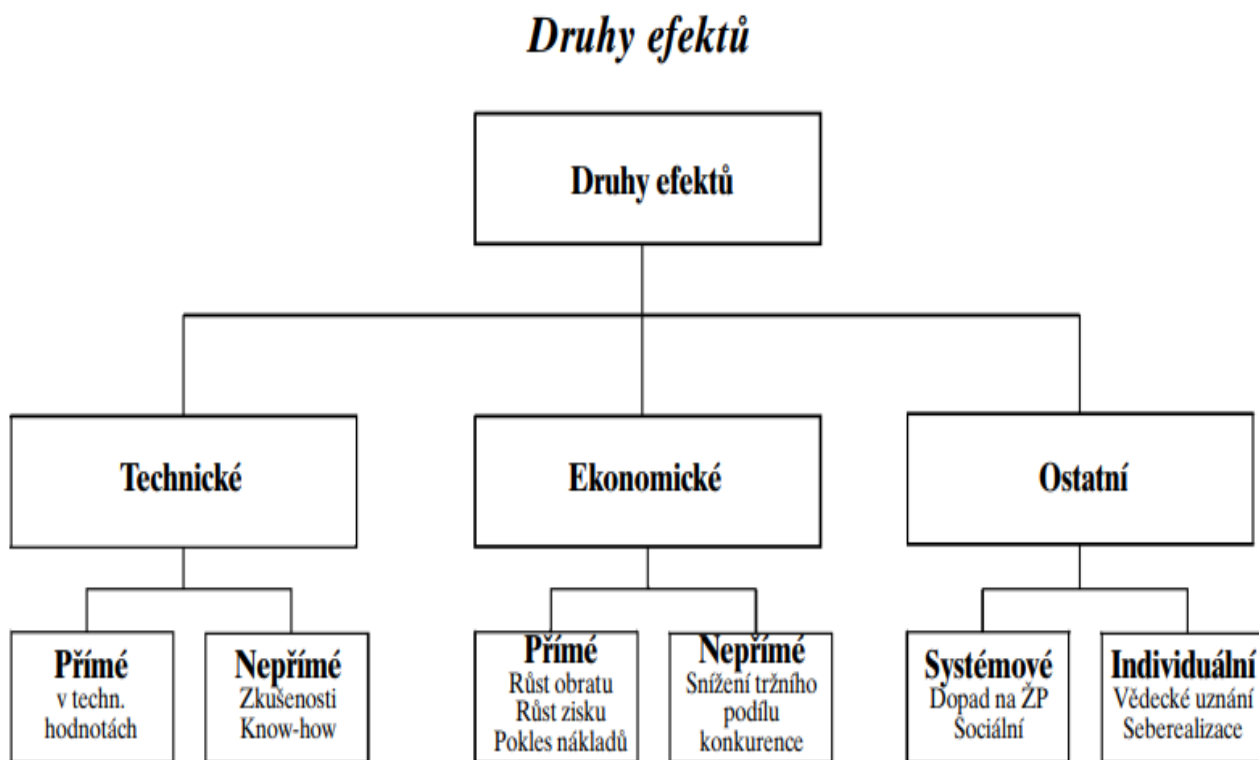 Druhy efektů
Druhy efektů
Technické
Ekonomické
Ostatní
Přímé
v techn.
hodnotách
Nepřímé
Zkušenosti
Know-how
Přímé
Růst obratu
Růst zisku
Pokles nákladů
Nepřímé
Snížení tržního
podílu
konkurence
Systémové
Dopad na ŽP
Sociální
Individuální
Vědecké uznání
Seberealizace